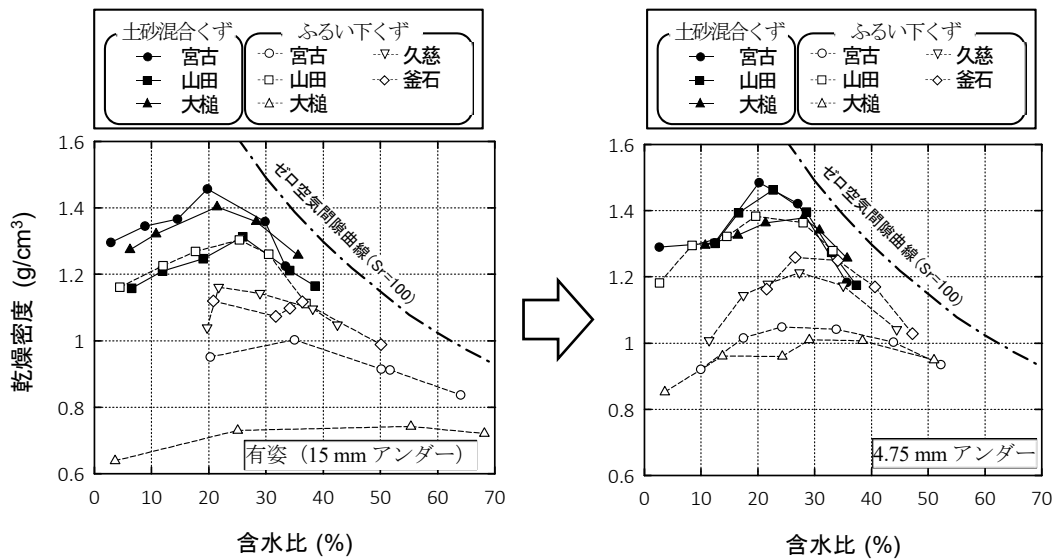 土砂混合くず ふるい下くず
宮古 宮古 久慈
山田 山田 釜石
大槌 大槌
1.6
1.4
1.2
1
0.8
0.6
乾燥密度 (g/cm³)
ゼロ空気間隙曲線(Sr=100)
有姿(15 mm アンダー)
0 10 20 30 40 50 60 70
含水比 (%)
土砂混合くず ふるい下くず
宮古 宮古 久慈
山田 山田 釜石
大槌 大槌
1.6
1.4
1.2
1
0.8
0.6
ゼロ空気間隙曲線(Sr=100)
4.75 mm アンダー
0 10 20 30 40 50 60 70
含水比 (%)